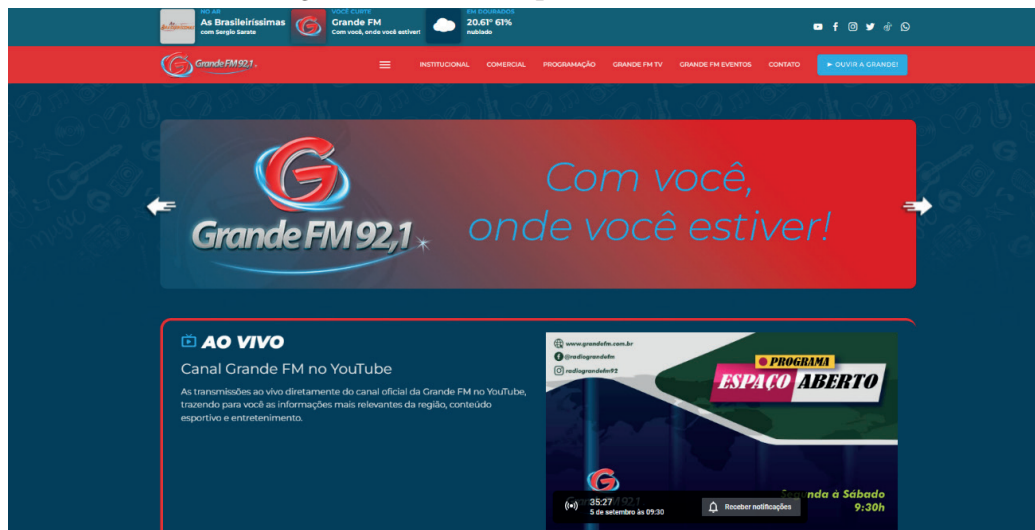 NO AR
As Brasileiríssimas
com Sergio Sarate
VOCÊ CURTE
Grande FM
Com você, onde você estiver!
EM DOURADOS
20.61° 61%
nublado
Grande FM 92,1
INSTITUCIONAL
COMERCIAL
PROGRAMAÇÃO
GRANDE FM TV
GRANDE FM EVENTOS
CONTATO
► OUVIR A GRANDE!
Grande FM 92,1
Com você,
onde você estiver!
AO VIVO
Canal Grande FM no YouTube
As transmissões ao vivo diretamente do canal oficial da Grande FM no YouTube,
trazendo para você as informações mais relevantes da região, conteúdo
esportivo e entretenimento.
www.grandefm.com.br
@radiograndefm
radiograndefm92
PROGRAMA
ESPAÇO ABERTO
Segunda à Sábado
9:30h
35:27
5 de setembro às 09:30
Receber notificações